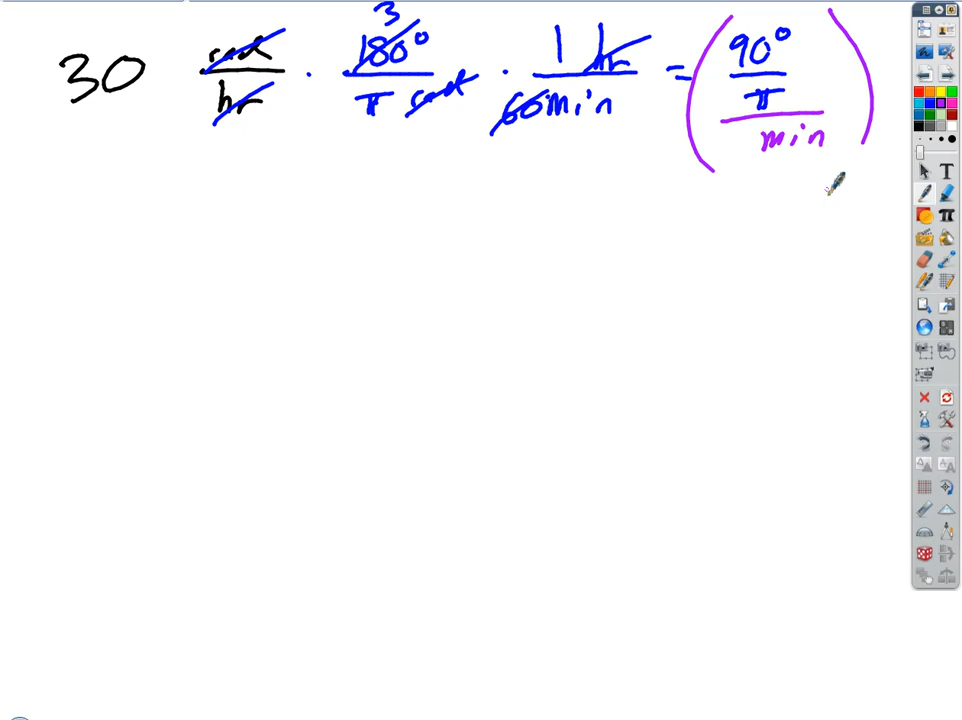 3
30 rad/hr · 180°/π rad · 1 hr/60 min = (90°/π/min)